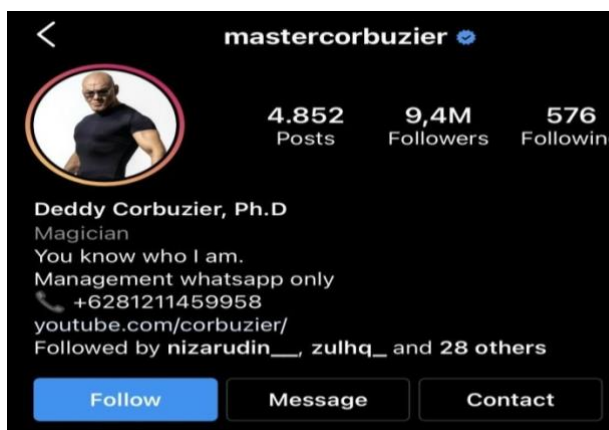 mastercorbuzier
4.852 9,4M 576
Posts Followers Followin
Deddy Corbuzier, Ph.D
Magician
You know who I am.
Management whatsapp only
+6281211459958
youtube.com/corbuzier/
Followed by nizarudin__, zulhq_ and 28 others
Follow Message Contact